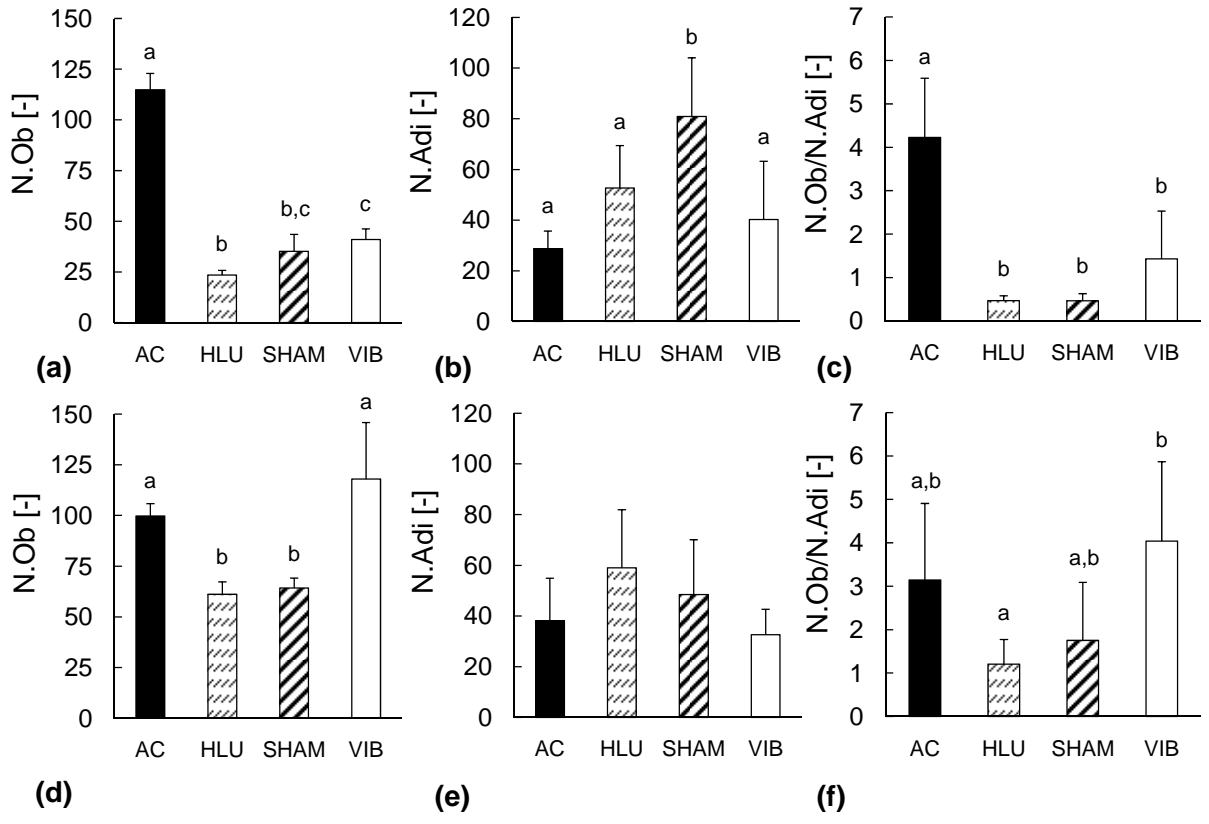 N.Ob [-]
150
125
100
75
50
25
0
a
b
b,c
c
AC HLU SHAM VIB
(a)
N.Adi [-]
120
100
80
60
40
20
0
a
a
b
a
AC HLU SHAM VIB
(b)
N.Ob/N.Adi [-]
7
6
5
4
3
2
1
0
a
b
b
b
AC HLU SHAM VIB
(c)
N.Ob [-]
150
125
100
75
50
25
0
a
b
b
a
AC HLU SHAM VIB
(d)
N.Adi [-]
120
100
80
60
40
20
0
AC HLU SHAM VIB
(e)
N.Ob/N.Adi [-]
7
6
5
4
3
2
1
0
a,b
a
a,b
b
AC HLU SHAM VIB
(f)